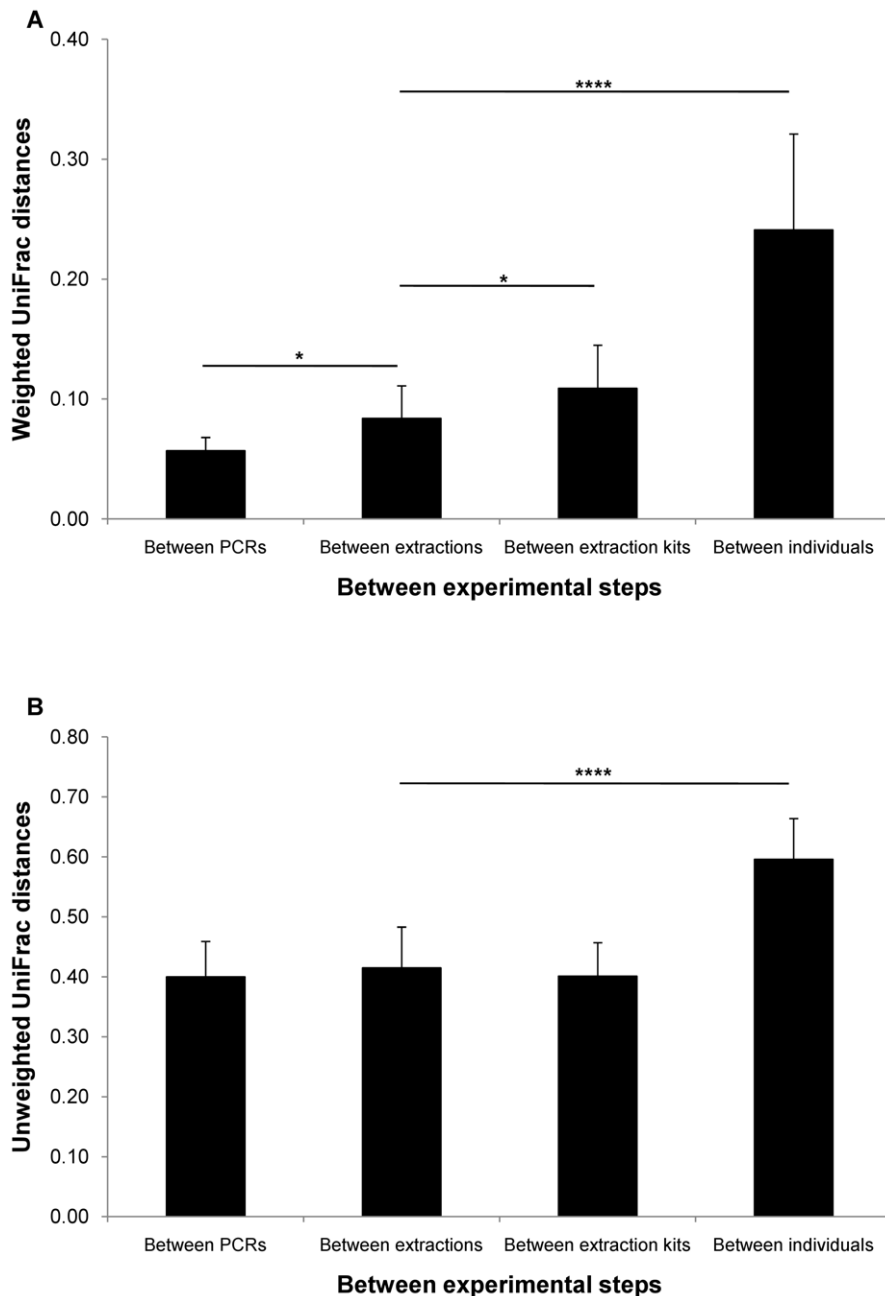 A
0.40
****
0.30
*
0.20
*
0.10
0.00
Weighted UniFrac distances
Between PCRs Between extractions Between extraction kits Between individuals
Between experimental steps
B
0.80
****
0.70
0.60
0.50
0.40
0.30
0.20
0.10
0.00
Unweighted UniFrac distances
Between PCRs Between extractions Between extraction kits Between individuals
Between experimental steps